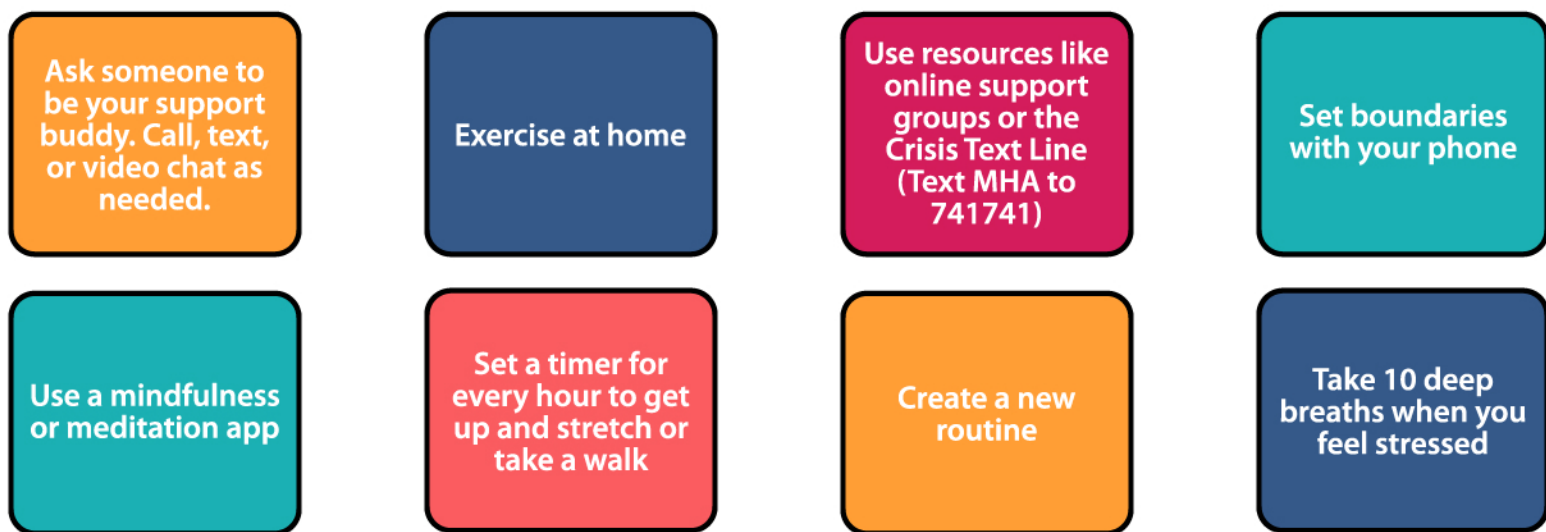 Ask someone to
be your support
buddy. Call, text,
or video chat as
needed.
Exercise at home
Use resources like
online support
groups or the
Crisis Text Line
(Text MHA to
741741)
Set boundaries
with your phone
Use a mindfulness
or meditation app
Set a timer for
every hour to get
up and stretch or
take a walk
Create a new
routine
Take 10 deep
breaths when you
feel stressed